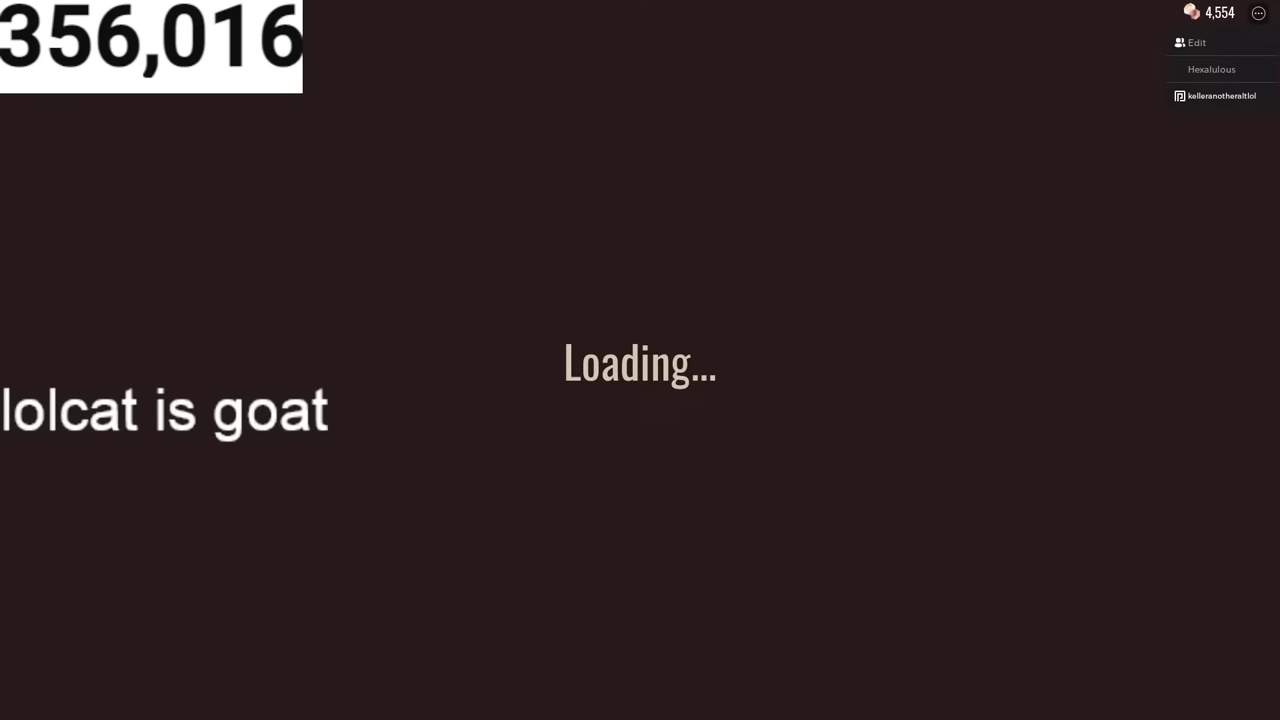 356,016
4,554
Edit
Hexalulous
kelleranotheraltlol
Loading...
lolcat is goat